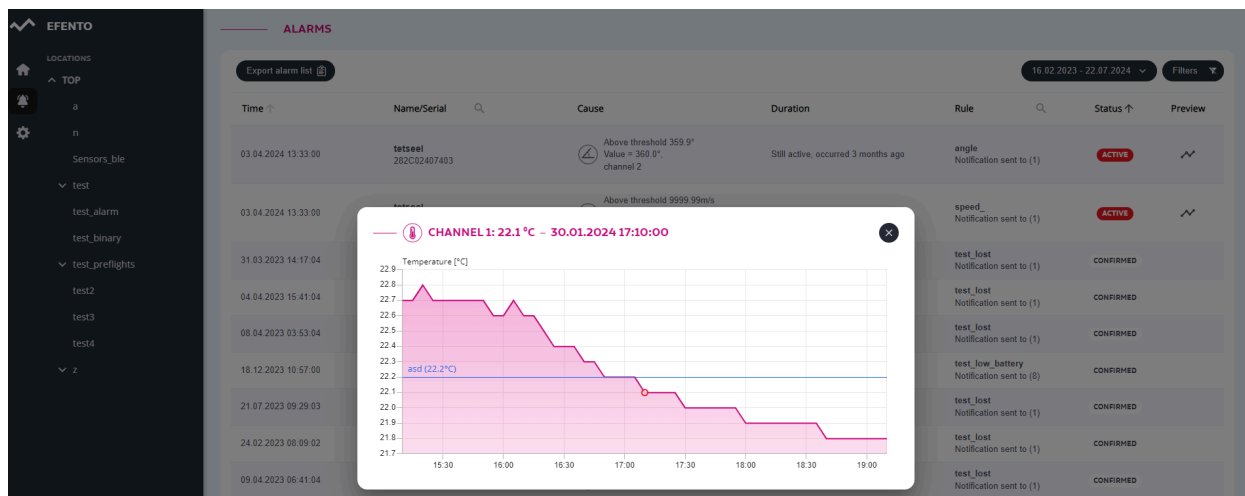 EFENTO
ALARMS
LOCATIONS
TOP
a
n
Sensors_ble
test
test_alarm
test_binary
test_preflights
test2
test3
test4
z
Export alarm list
16.02.2023 - 22.07.2024
Filters
Time Name/Serial Cause Duration Rule Status Preview
03.04.2024 13:33:00
tetseel
282C02407403
Above threshold 359.9°
Value = 360.0°,
channel 2
Still active, occurred 3 months ago
angle
Notification sent to (1)
ACTIVE
03.04.2024 13:33:00
Above threshold 9999.99m/s
speed_
Notification sent to (1)
ACTIVE
31.03.2023 14:17:04
test_lost
Notification sent to (1)
CONFIRMED
04.04.2023 15:41:04
test_lost
Notification sent to (1)
CONFIRMED
08.04.2023 03:53:04
test_lost
Notification sent to (1)
CONFIRMED
18.12.2023 10:57:00
test_low_battery
Notification sent to (8)
CONFIRMED
21.07.2023 09:29:03
test_lost
Notification sent to (1)
CONFIRMED
24.02.2023 08:09:02
test_lost
Notification sent to (1)
CONFIRMED
09.04.2023 06:41:04
test_lost
Notification sent to (1)
CONFIRMED
CHANNEL 1: 22.1 °C – 30.01.2024 17:10:00
Temperature [°C]
22.9
22.8
22.7
22.6
22.5
22.4
22.3
22.2
22.1
22.0
21.9
21.8
21.7
asd (22.2°C)
15:30 16:00 16:30 17:00 17:30 18:00 18:30 19:00